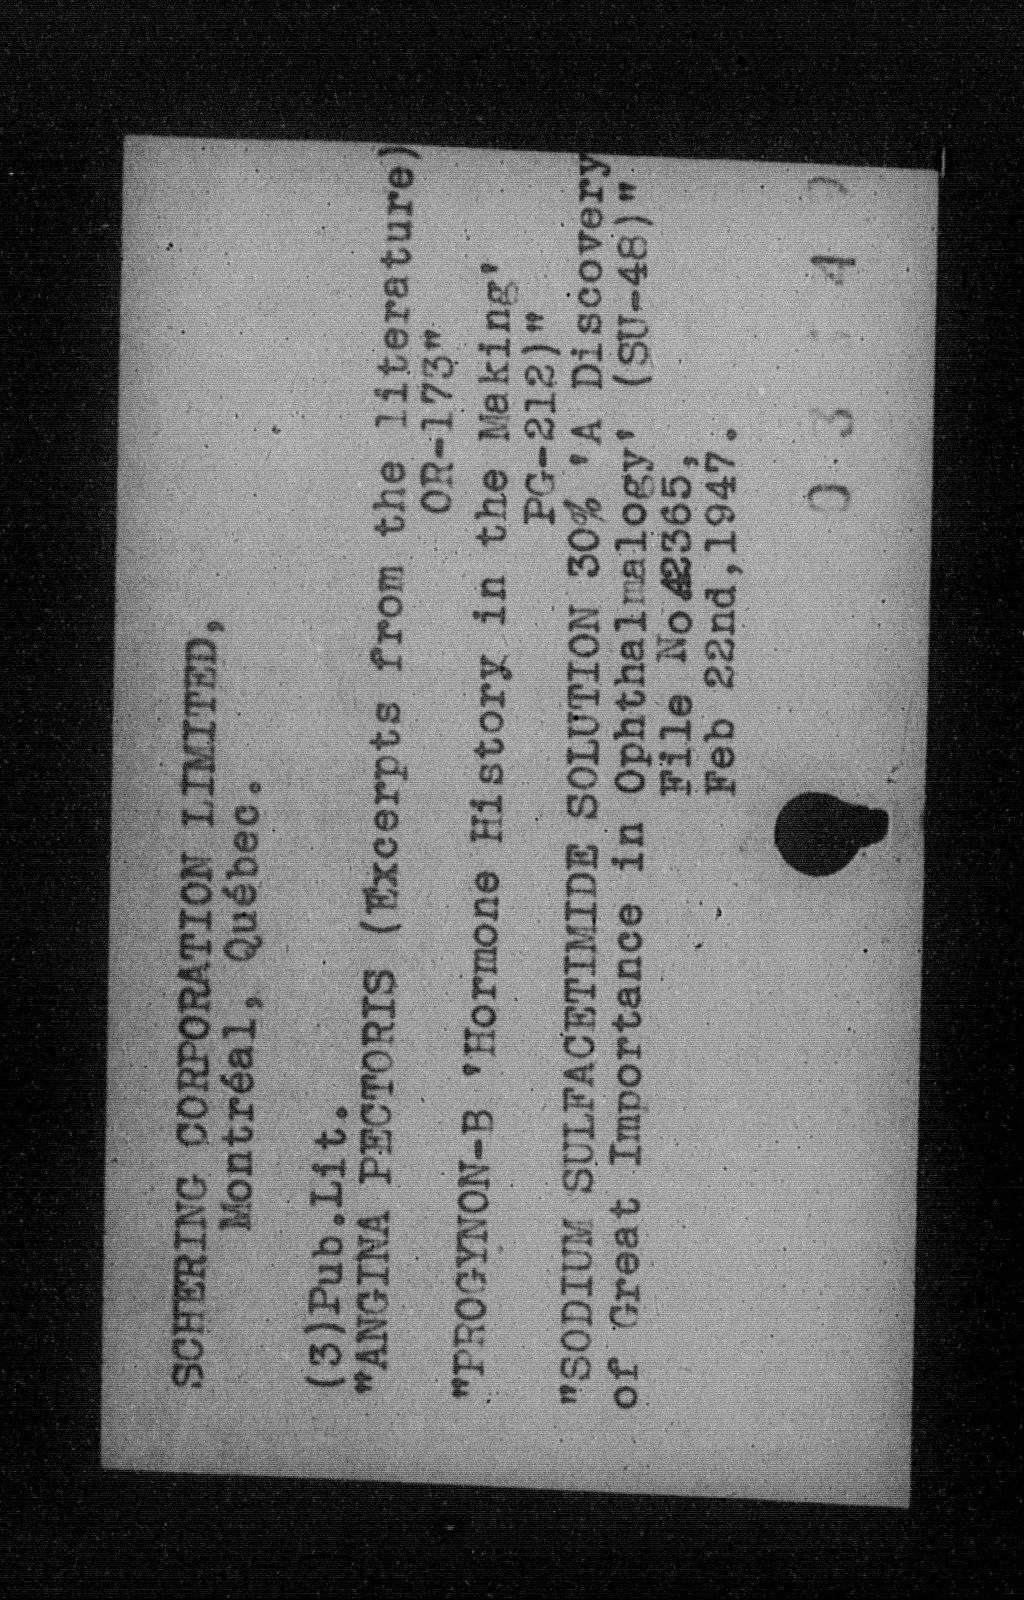 SCHERING CORPORATION LIMITED,
Montréal, Québec.
(3)Pub.Lit.
"ANGINA PECTORIS (Excerpts from the literature)
OR-173"
"PROGYNON-B 'Hormone History in the Making'
PG-212)"
"SODIUM SULFACETIMIDE SOLUTION 30% 'A Discovery
of Great Importance in Ophthalmalogy' (SU-48)"
File No 2365,
Feb 22nd,1947.